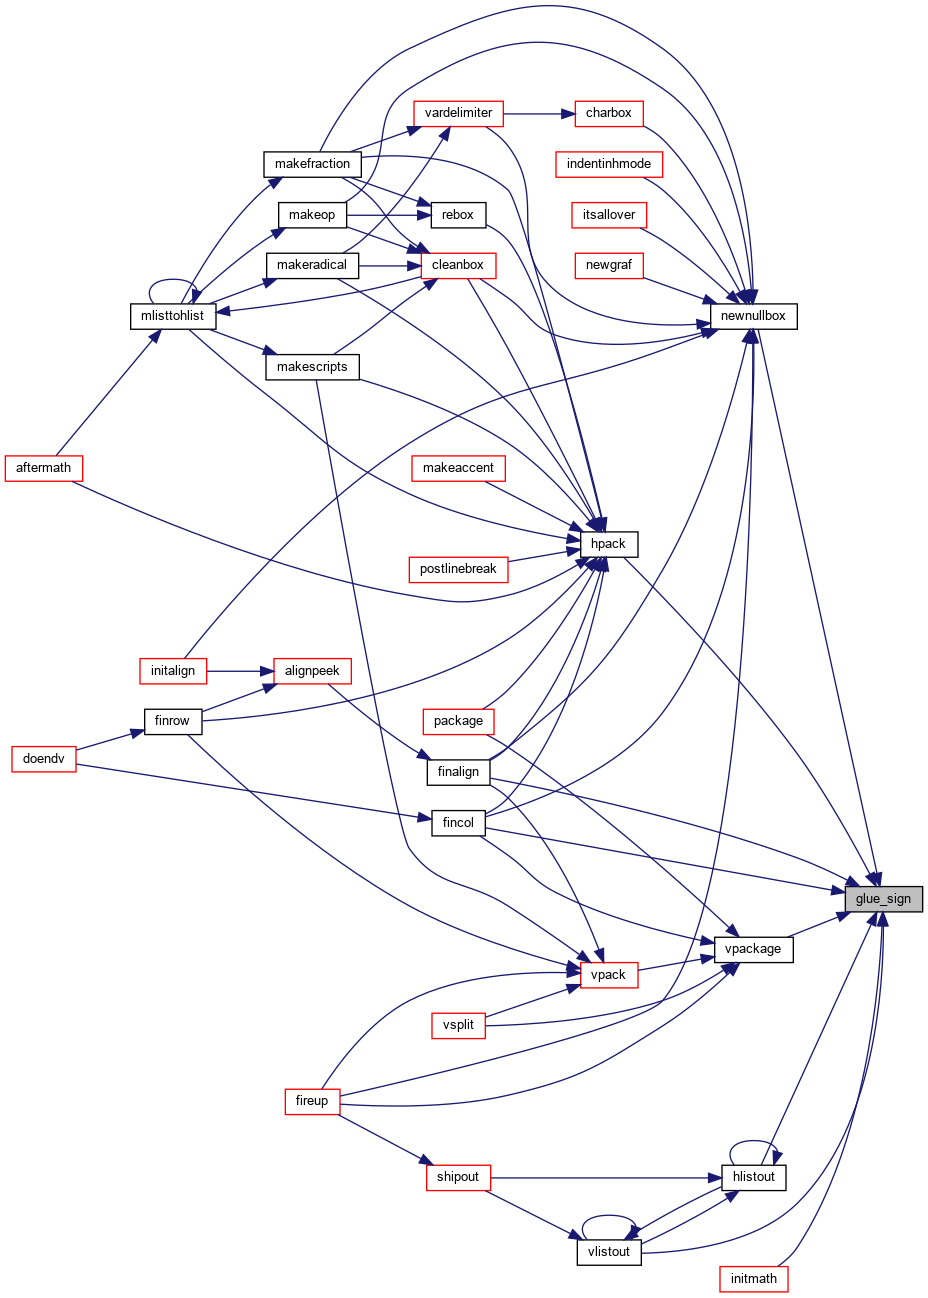 vardelimiter
charbox
makefraction
indentinhmode
makeop
rebox
itsallover
makeradical
cleanbox
newgraf
mlisttohlist
newnullbox
makescripts
aftermath
makeaccent
hpack
postlinebreak
initalign
alignpeek
finrow
package
doendv
finalign
fincol
glue_sign
vpackage
vpack
vsplit
fireup
shipout
hlistout
vlistout
initmath